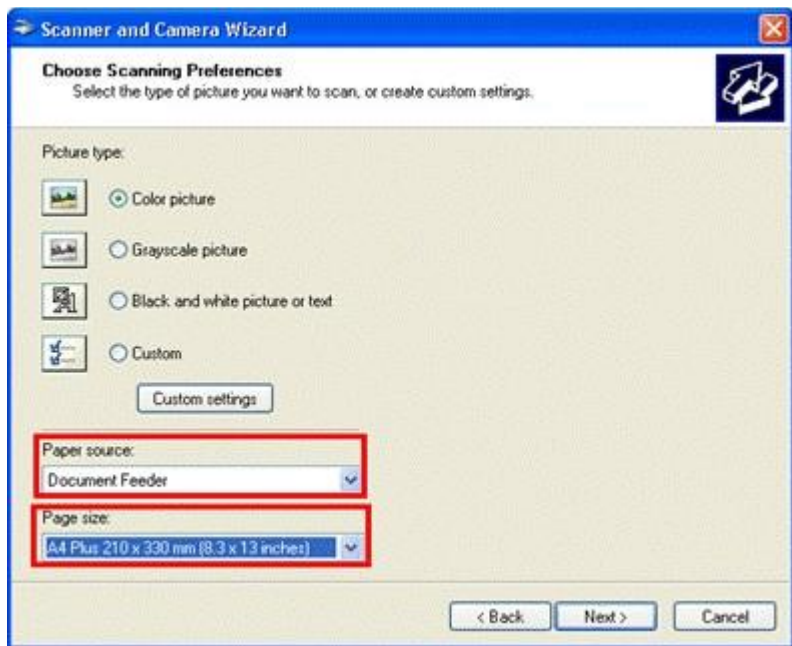 Scanner and Camera Wizard
Choose Scanning Preferences
Select the type of picture you want to scan, or create custom settings.
Picture type:
Color picture
Grayscale picture
Black and white picture or text
Custom
Custom settings
Paper source:
Document Feeder
Page size:
A4 Plus 210 x 330 mm (8.3 x 13 inches)
< Back
Next >
Cancel